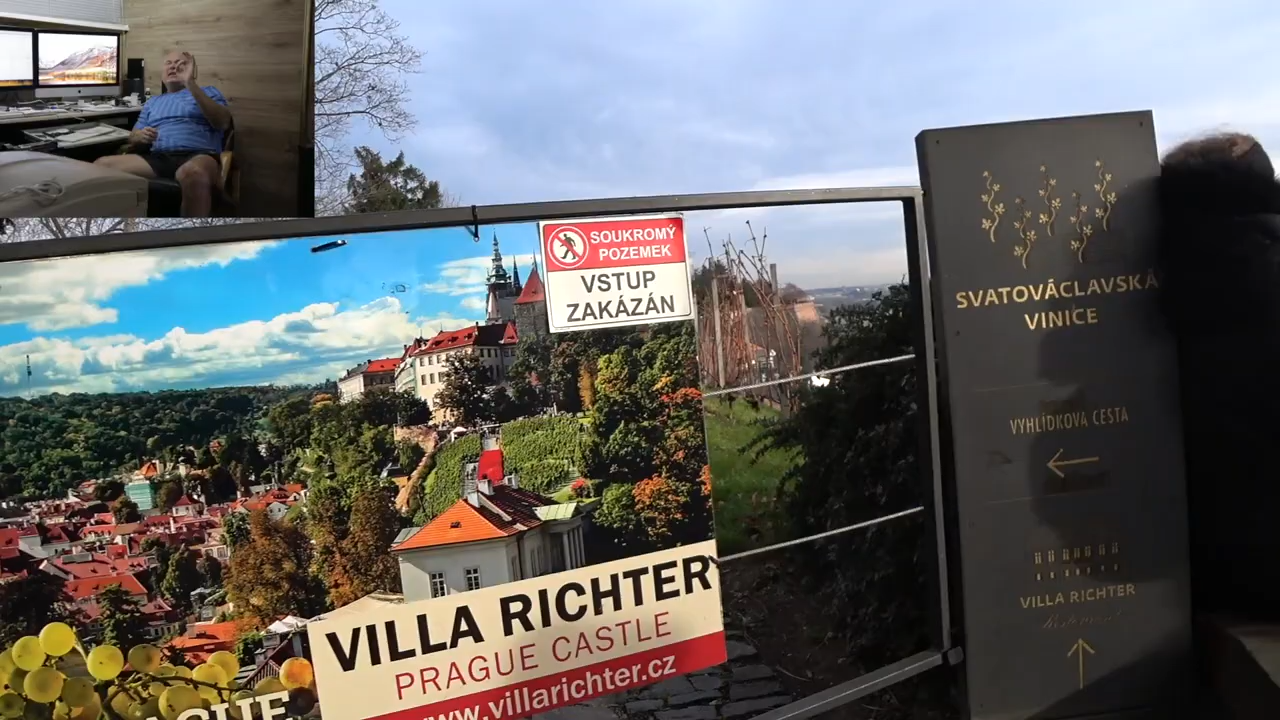 SOUKROMÝ
POZEMEK
VSTUP
ZAKÁZÁN
VILLA RICHTER
PRAGUE CASTLE
www.villarichter.cz
SVATOVÁCLAVSKÁ
VINICE
VYHLÍDKOVÁ CESTA
VILLA RICHTER